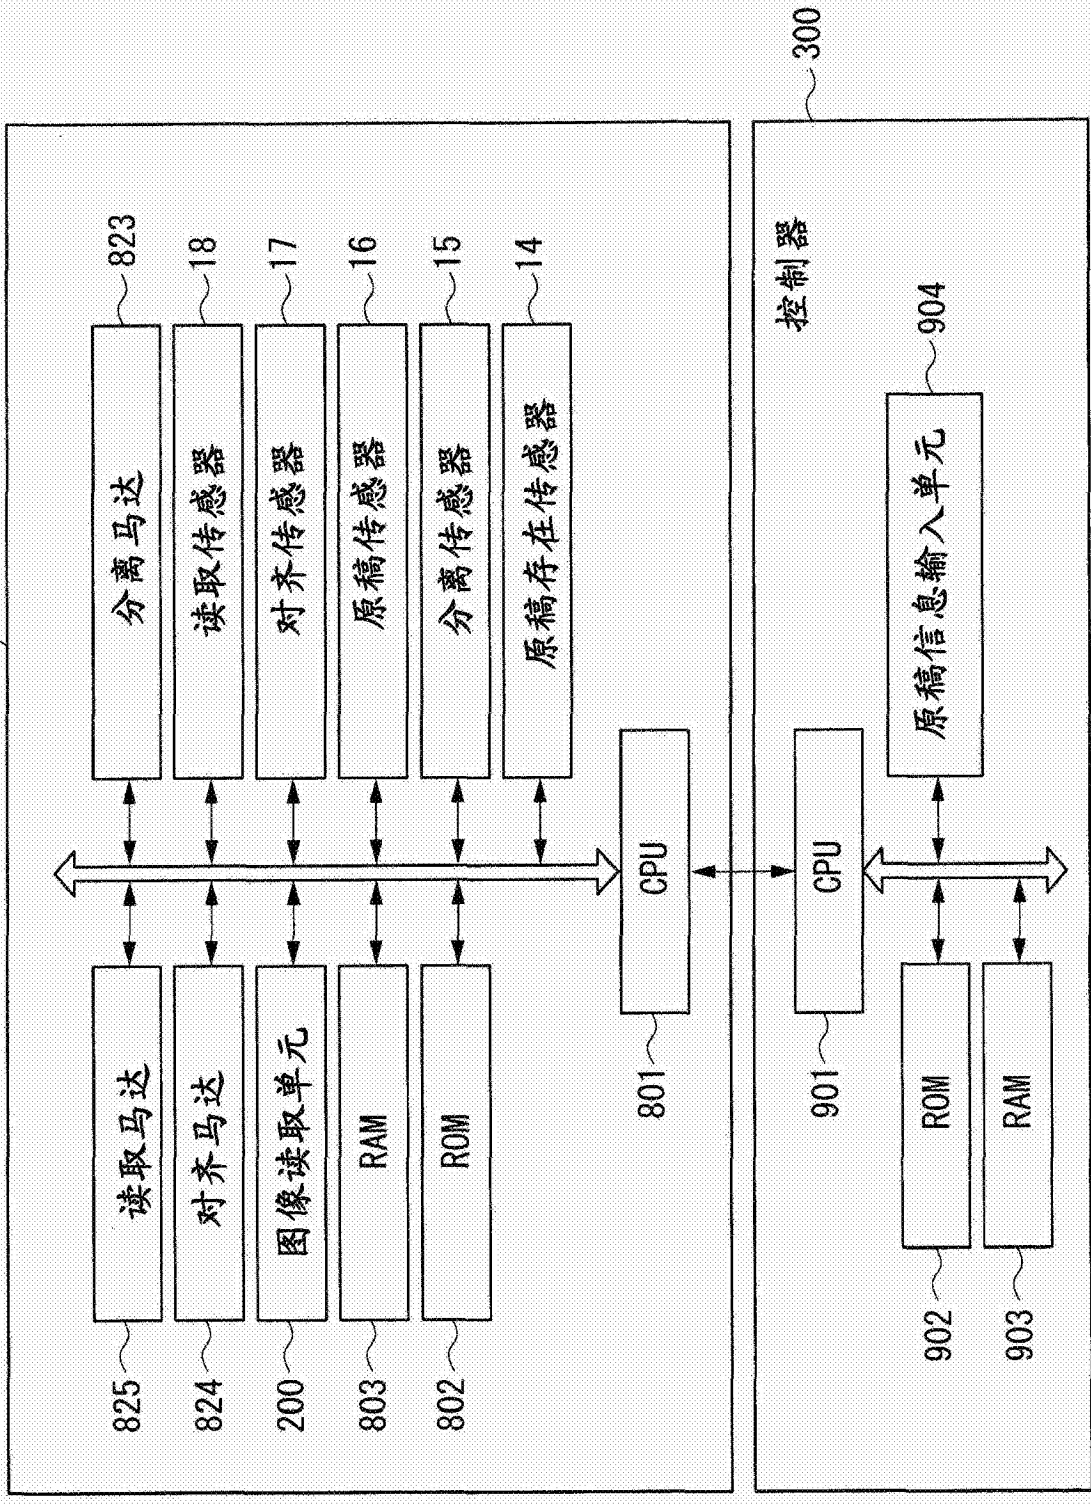 825
读取马达
824
对齐马达
200
图像读取单元
803
RAM
802
ROM
分离马达
823
读取传感器
18
对齐传感器
17
原稿传感器
16
分离传感器
15
原稿存在传感器
14
CPU
801
300
控制器
CPU
901
902
ROM
903
RAM
原稿信息输入单元
904